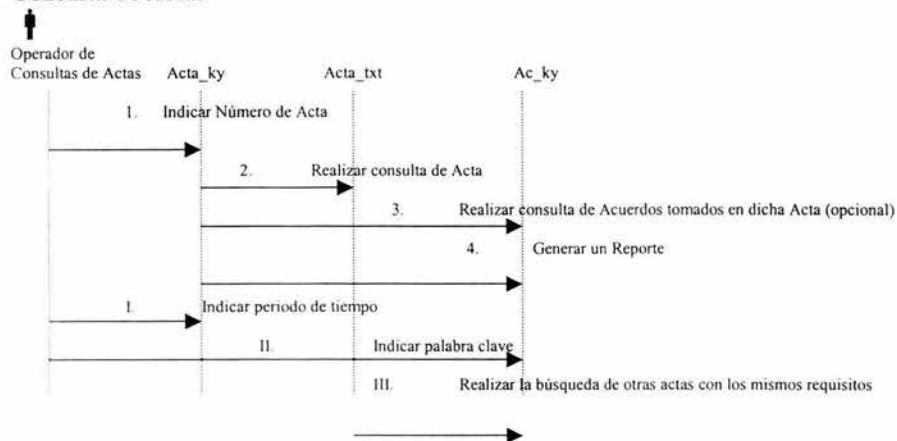 Operador de
Consultas de Actas Acta_ky Acta_txt Ac_ky
1. Indicar Número de Acta
2. Realizar consulta de Acta
3. Realizar consulta de Acuerdos tomados en dicha Acta (opcional)
4. Generar un Reporte
I. Indicar periodo de tiempo
II. Indicar palabra clave
III. Realizar la búsqueda de otras actas con los mismos requisitos